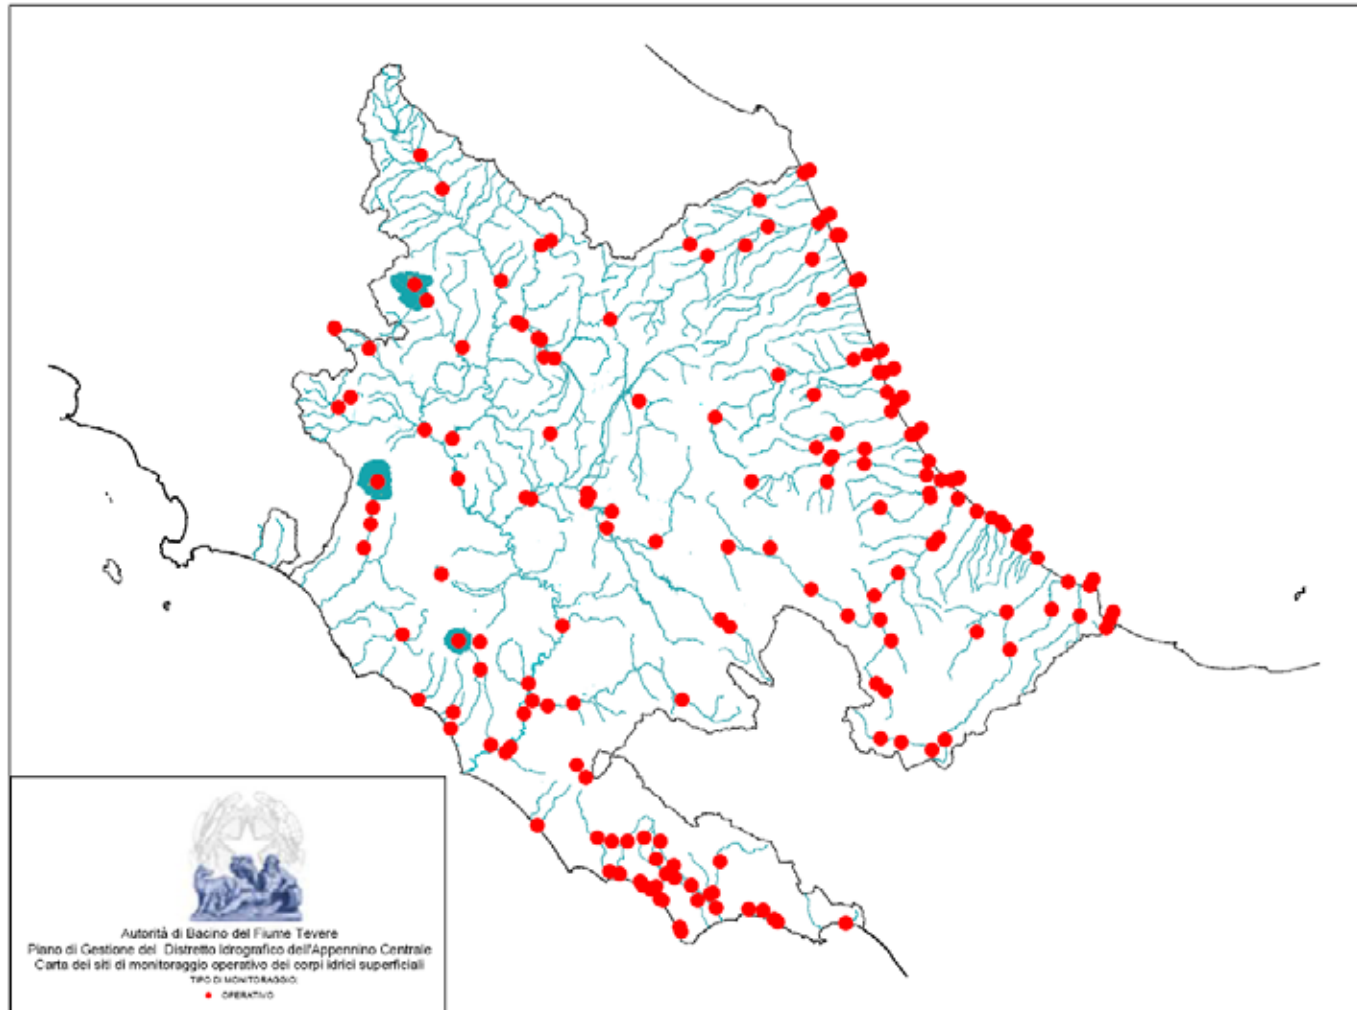 Autorità di Bacino del Fiume Tevere
Piano di Gestione del Distretto Idrografico dell'Appennino Centrale
Carta dei siti di monitoraggio operativo dei corpi idrici superficiali
TIPO DI MONITORAGGIO:
OPERATIVO